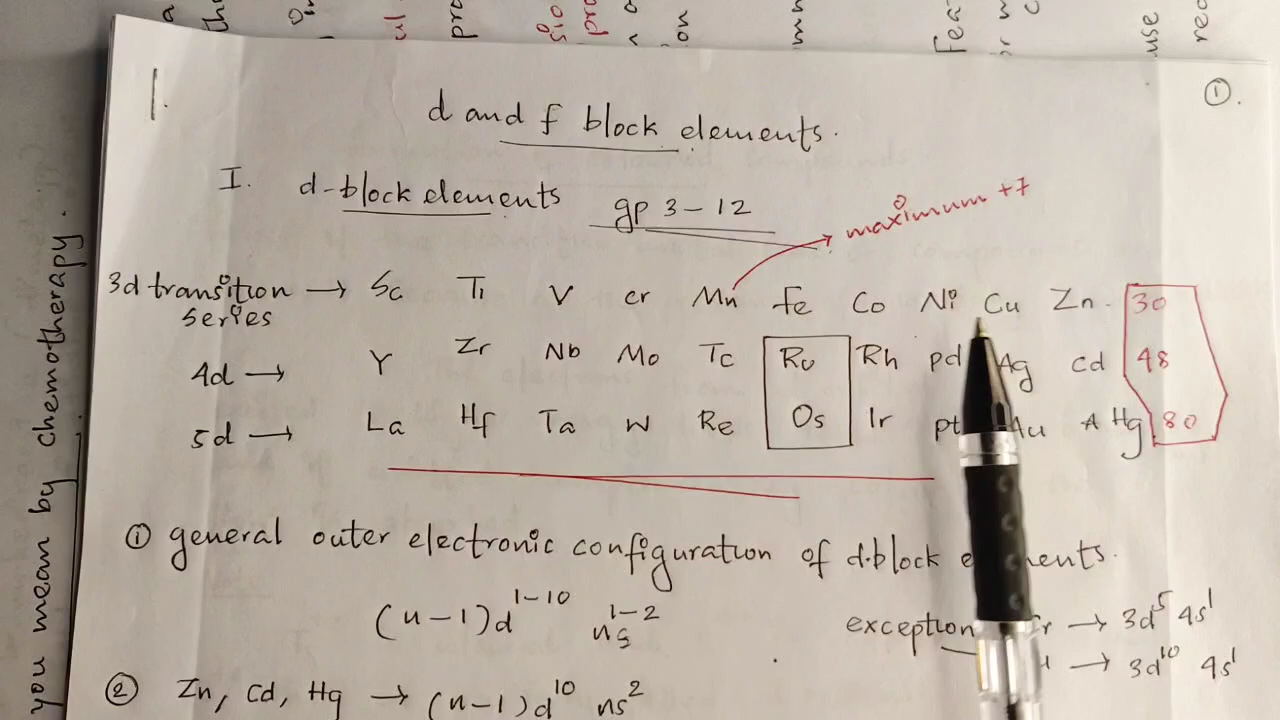 1.
①.
d and f block elements.
I. d-block elements gp 3-12
maximum +7
3d transition series → Sc Ti V cr Mn Fe Co Ni Cu Zn 30
4d → Y Zr Nb Mo Tc Ru Rh pd Ag cd 48
5d → La Hf Ta W Re Os Ir pt Au A Hg 80
① general outer electronic configuration of d-block
(n-1)d¹⁻¹⁰ ns¹⁻²
exception → 3d⁵ 4s¹
→ 3d¹⁰ 4s¹
② Zn, Cd, Hg → (n-1)d¹⁰ ns²
you mean by chemotherapy.